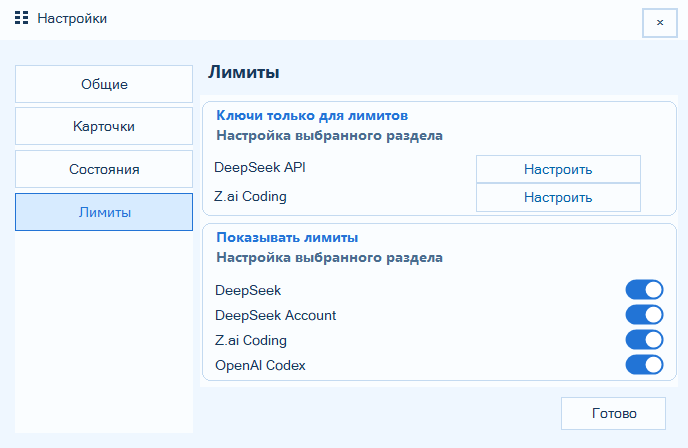 Настройки
×
Общие
Карточки
Состояния
Лимиты
Лимиты
Ключи только для лимитов
Настройка выбранного раздела
DeepSeek API
Настроить
Z.ai Coding
Настроить
Показывать лимиты
Настройка выбранного раздела
DeepSeek
DeepSeek Account
Z.ai Coding
OpenAI Codex
Готово